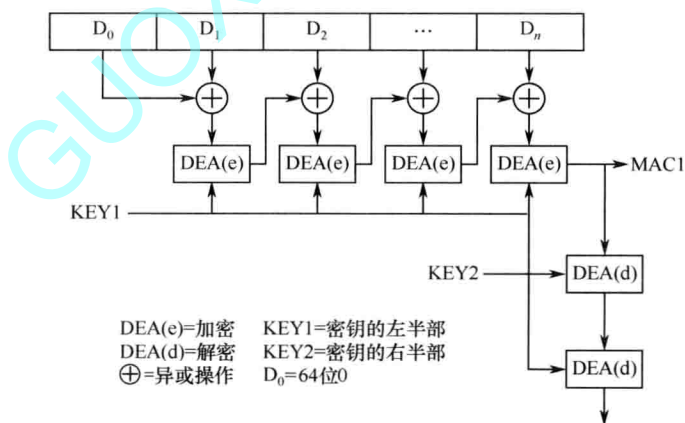 D₀ D₁ D₂ … Dₙ
DEA(e) DEA(e) DEA(e) DEA(e) MAC1
KEY1
KEY2 DEA(d)
DEA(e)=加密 KEY1=密钥的左半部
DEA(d)=解密 KEY2=密钥的右半部
⊕=异或操作 D₀=64位0
DEA(d)